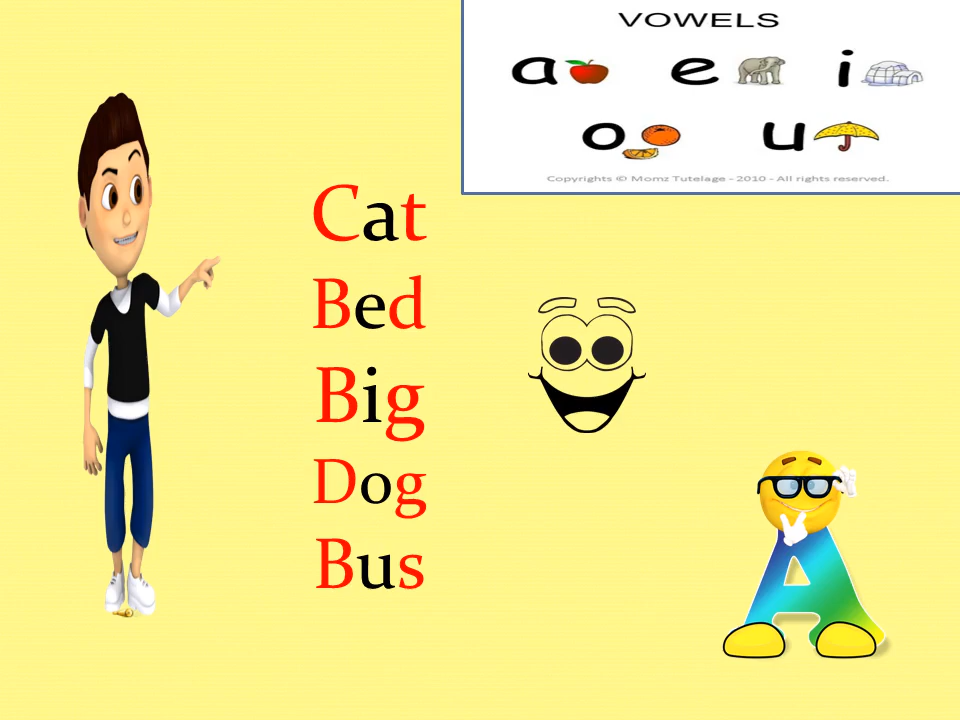 VOWELS
a e i
o u
Copyrights © Momz Tutelage - 2010 - All rights reserved.
Cat
Bed
Big
Dog
Bus
A